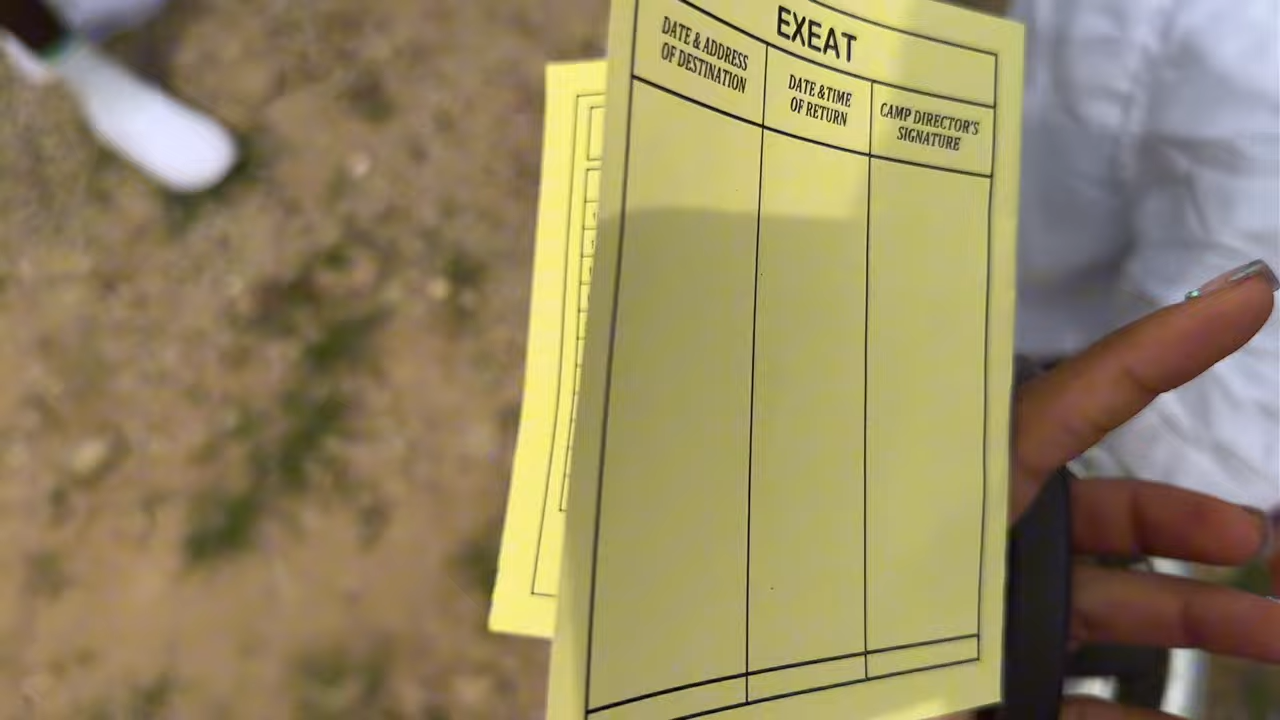 EXEAT
DATE & ADDRESS
OF DESTINATION
DATE &TIME
OF RETURN
CAMP DIRECTOR'S
SIGNATURE